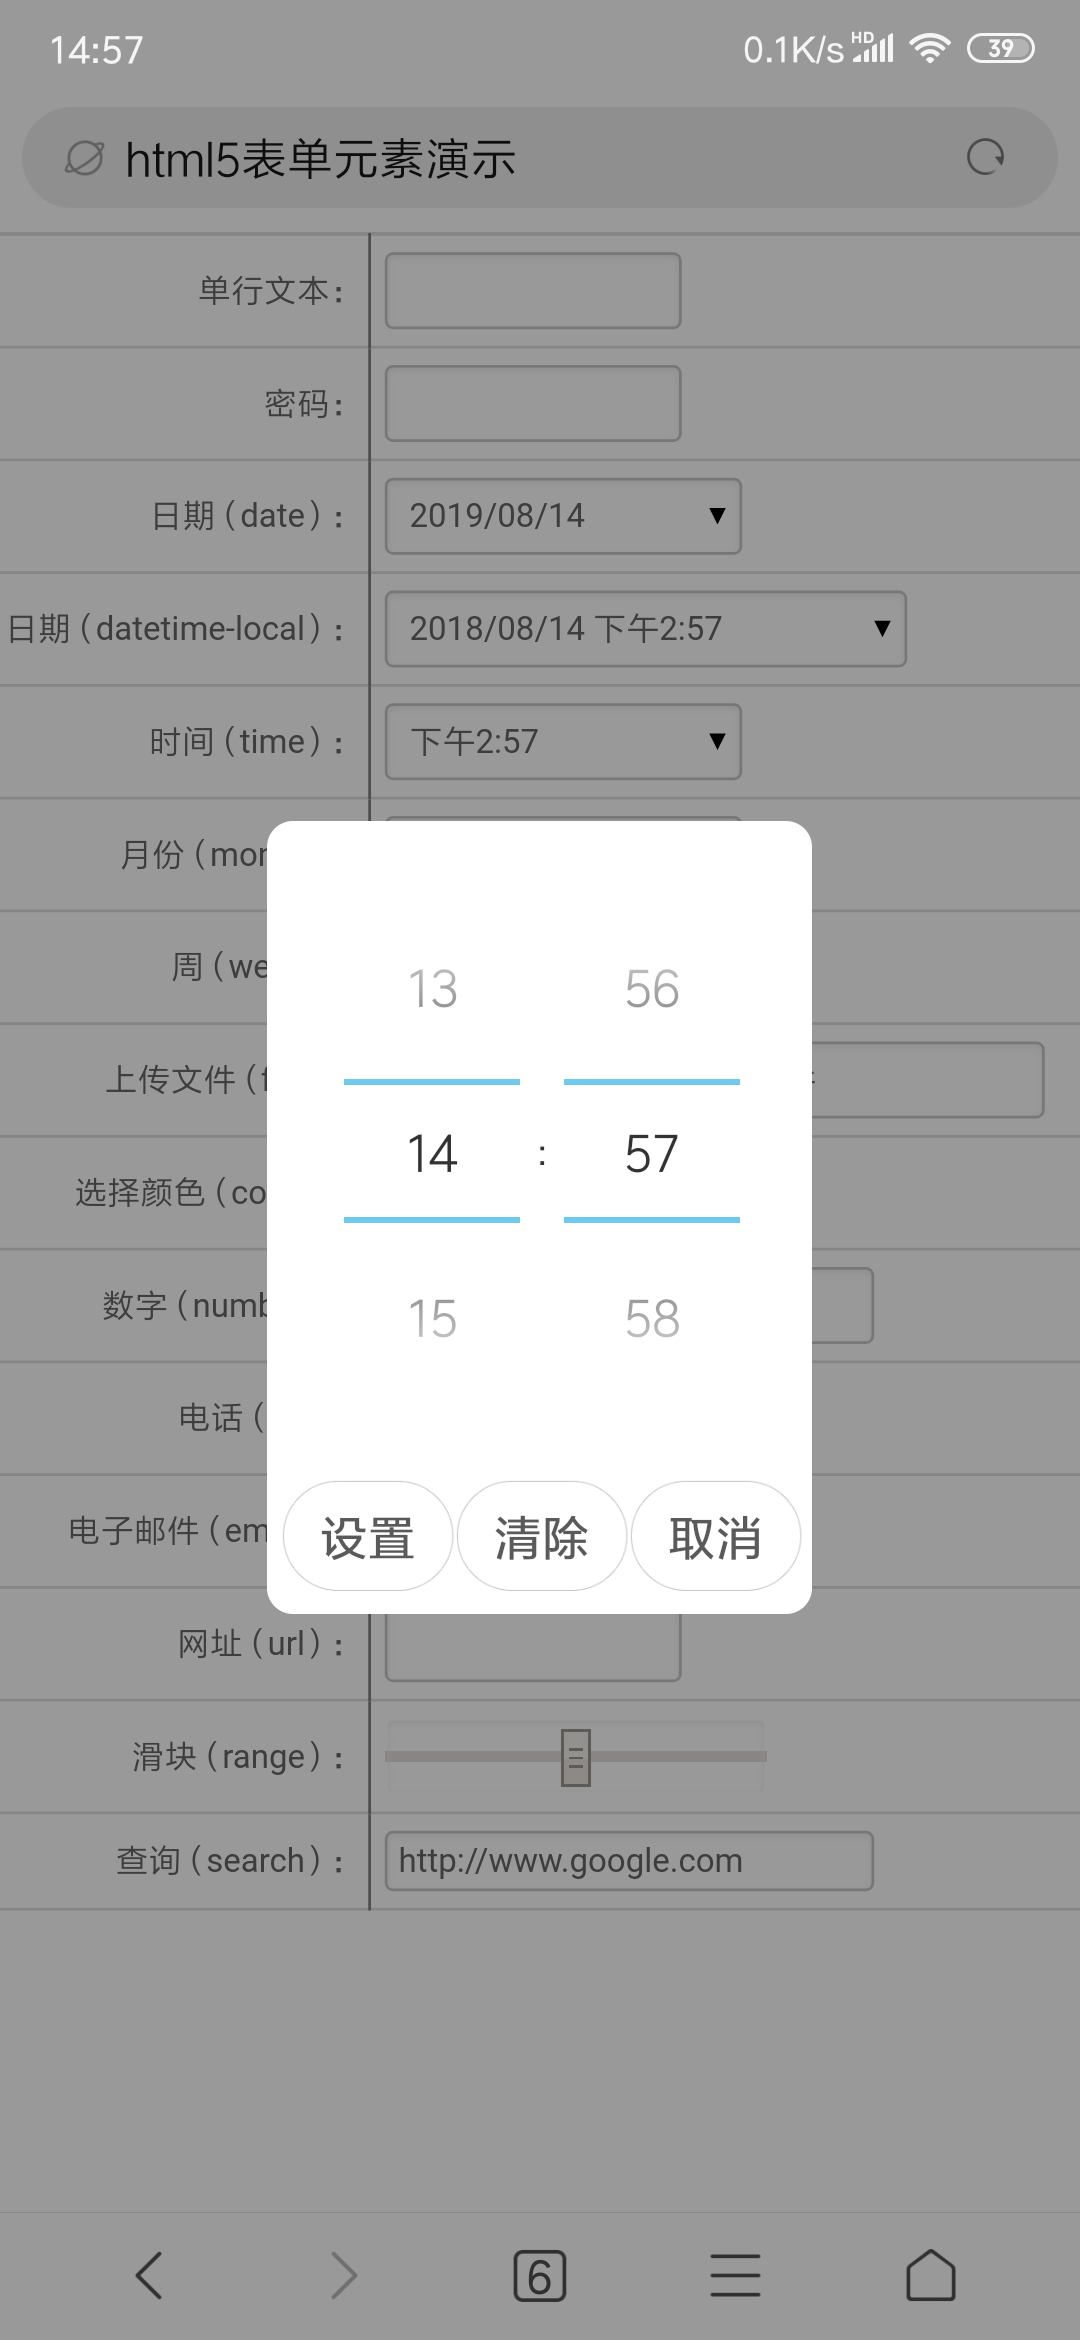 14:57
0.1K/s HD 39
html5表单元素演示
单行文本：
密码：
日期（date）： 2019/08/14 ▼
日期（datetime-local）： 2018/08/14 下午2:57 ▼
时间（time）： 下午2:57 ▼
月份（mon
周（we
上传文件（f
选择颜色（co
数字（numb
电话（
电子邮件（em
13 56
14 : 57
15 58
设置 清除 取消
网址（url）：
滑块（range）：
查询（search）： http://www.google.com
6